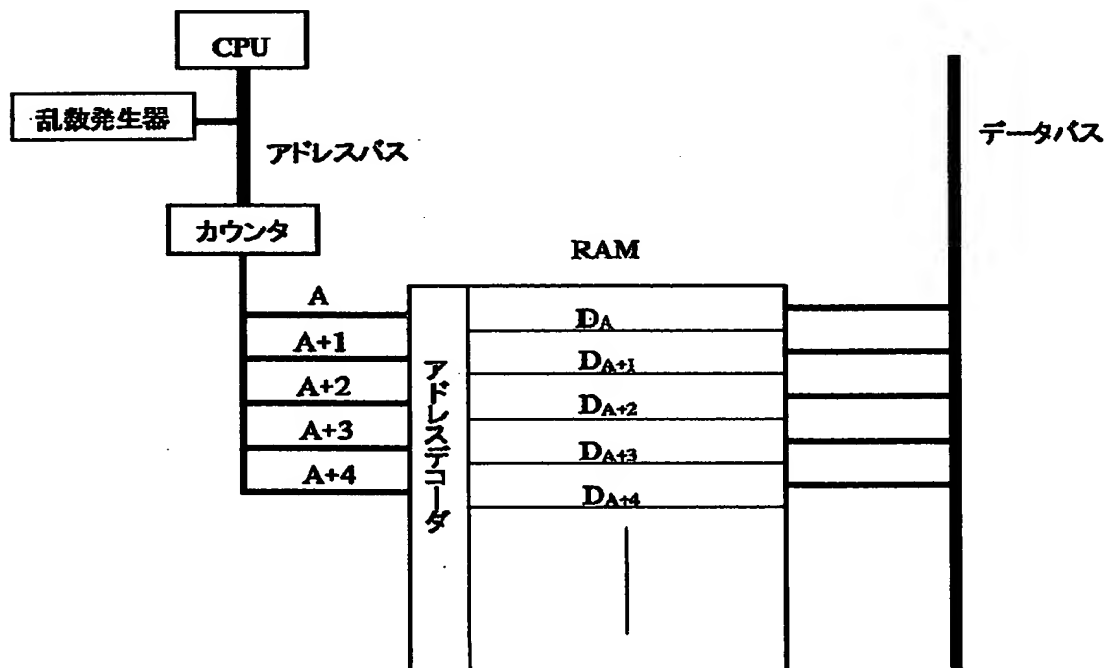 CPU
乱数発生器
アドレスバス
データバス
カウンタ
RAM
A
DA
A+1
DA+1
A+2
DA+2
A+3
DA+3
A+4
DA+4
アドレスデコーダ